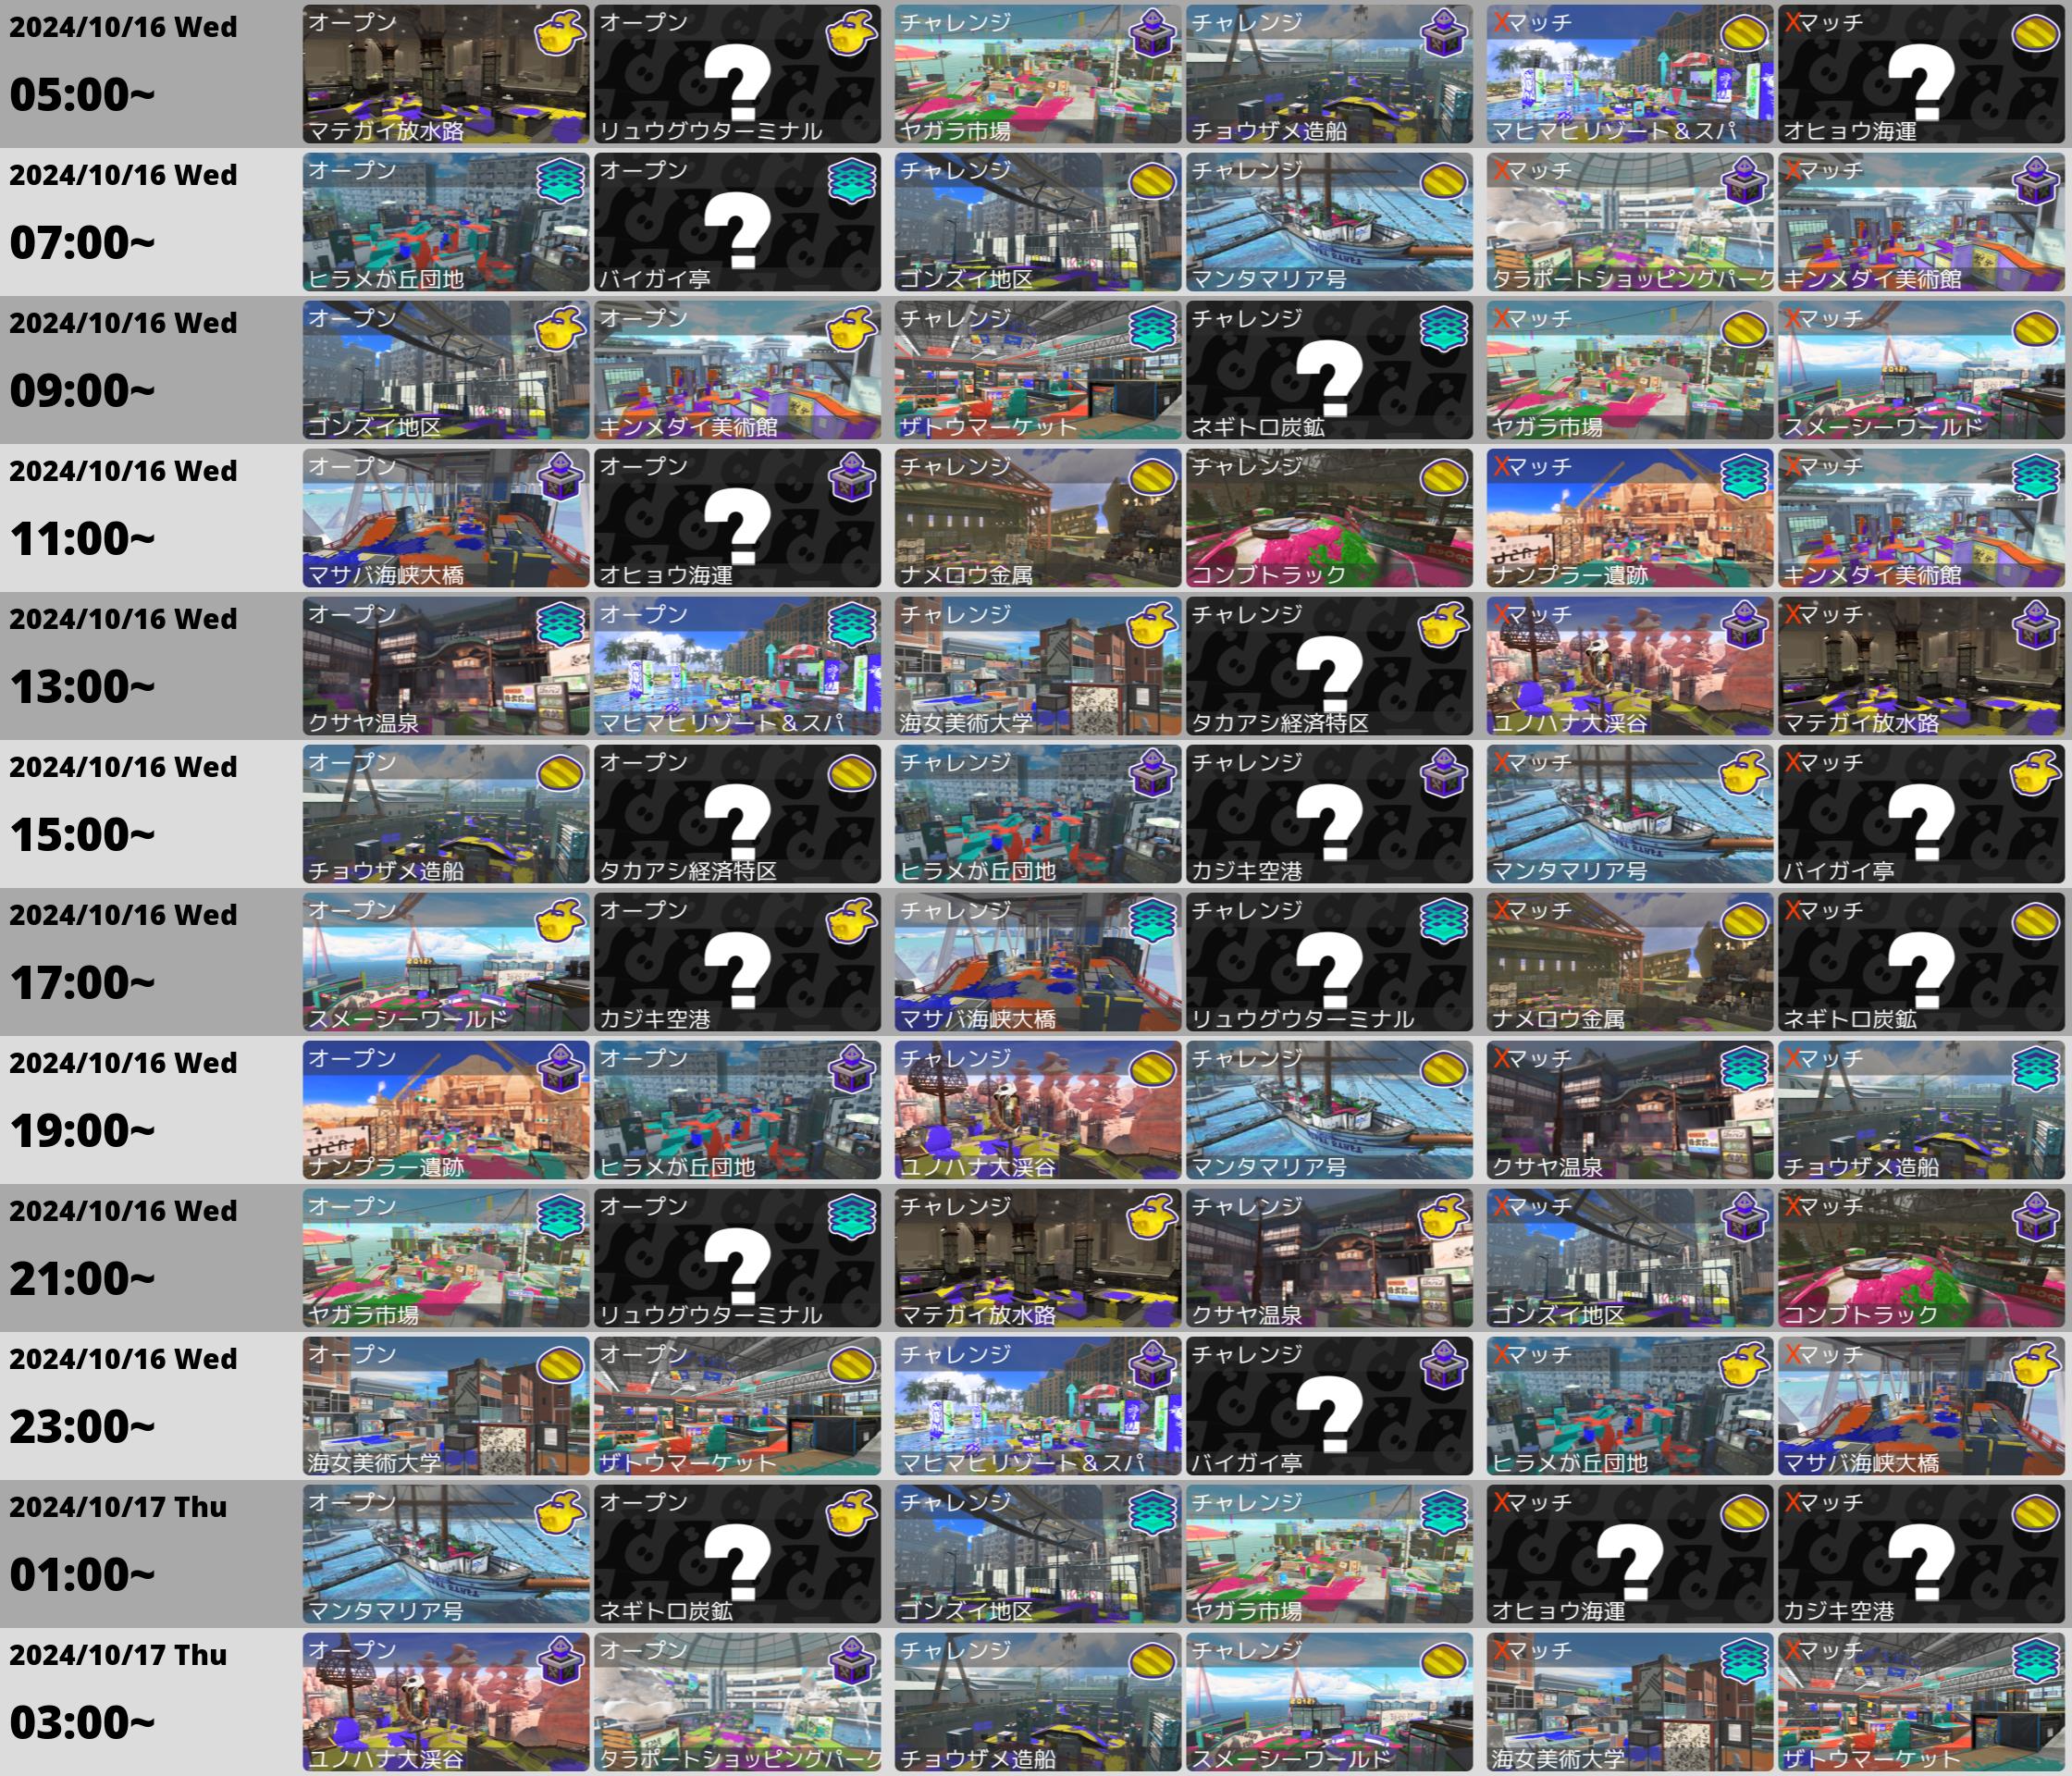 2024/10/16 Wed
05:00~
オープン
マテガイ放水路
オープン
リュウグウターミナル
チャレンジ
ヤガラ市場
チャレンジ
チョウザメ造船
Xマッチ
マヒマヒリゾート＆スパ
Xマッチ
オヒョウ海運
2024/10/16 Wed
07:00~
オープン
ヒラメが丘団地
オープン
バイガイ亭
チャレンジ
ゴンズイ地区
チャレンジ
マンタマリア号
Xマッチ
タラポートショッピングパーク
Xマッチ
キンメダイ美術館
2024/10/16 Wed
09:00~
オープン
ゴンズイ地区
オープン
キンメダイ美術館
チャレンジ
ザトウマーケット
チャレンジ
ネギトロ炭鉱
Xマッチ
ヤガラ市場
Xマッチ
スメーシーワールド
2024/10/16 Wed
11:00~
オープン
マサバ海峡大橋
オープン
オヒョウ海運
チャレンジ
ナメロウ金属
チャレンジ
コンブトラック
Xマッチ
ナンプラー遺跡
Xマッチ
キンメダイ美術館
2024/10/16 Wed
13:00~
オープン
クサヤ温泉
オープン
マヒマヒリゾート＆スパ
チャレンジ
海女美術大学
チャレンジ
タカアシ経済特区
Xマッチ
ユノハナ大渓谷
Xマッチ
マテガイ放水路
2024/10/16 Wed
15:00~
オープン
チョウザメ造船
オープン
タカアシ経済特区
チャレンジ
ヒラメが丘団地
チャレンジ
カジキ空港
Xマッチ
マンタマリア号
Xマッチ
バイガイ亭
2024/10/16 Wed
17:00~
オープン
スメーシーワールド
オープン
カジキ空港
チャレンジ
マサバ海峡大橋
チャレンジ
リュウグウターミナル
Xマッチ
ナメロウ金属
Xマッチ
ネギトロ炭鉱
2024/10/16 Wed
19:00~
オープン
ナンプラー遺跡
オープン
ヒラメが丘団地
チャレンジ
ユノハナ大渓谷
チャレンジ
マンタマリア号
Xマッチ
クサヤ温泉
Xマッチ
チョウザメ造船
2024/10/16 Wed
21:00~
オープン
ヤガラ市場
オープン
リュウグウターミナル
チャレンジ
マテガイ放水路
チャレンジ
クサヤ温泉
Xマッチ
ゴンズイ地区
Xマッチ
コンブトラック
2024/10/16 Wed
23:00~
オープン
海女美術大学
オープン
ザトウマーケット
チャレンジ
マヒマヒリゾート＆スパ
チャレンジ
バイガイ亭
Xマッチ
ヒラメが丘団地
Xマッチ
マサバ海峡大橋
2024/10/17 Thu
01:00~
オープン
マンタマリア号
オープン
ネギトロ炭鉱
チャレンジ
ゴンズイ地区
チャレンジ
ヤガラ市場
Xマッチ
オヒョウ海運
Xマッチ
カジキ空港
2024/10/17 Thu
03:00~
オープン
ユノハナ大渓谷
オープン
タラポートショッピングパーク
チャレンジ
チョウザメ造船
チャレンジ
スメーシーワールド
Xマッチ
海女美術大学
Xマッチ
ザトウマーケット